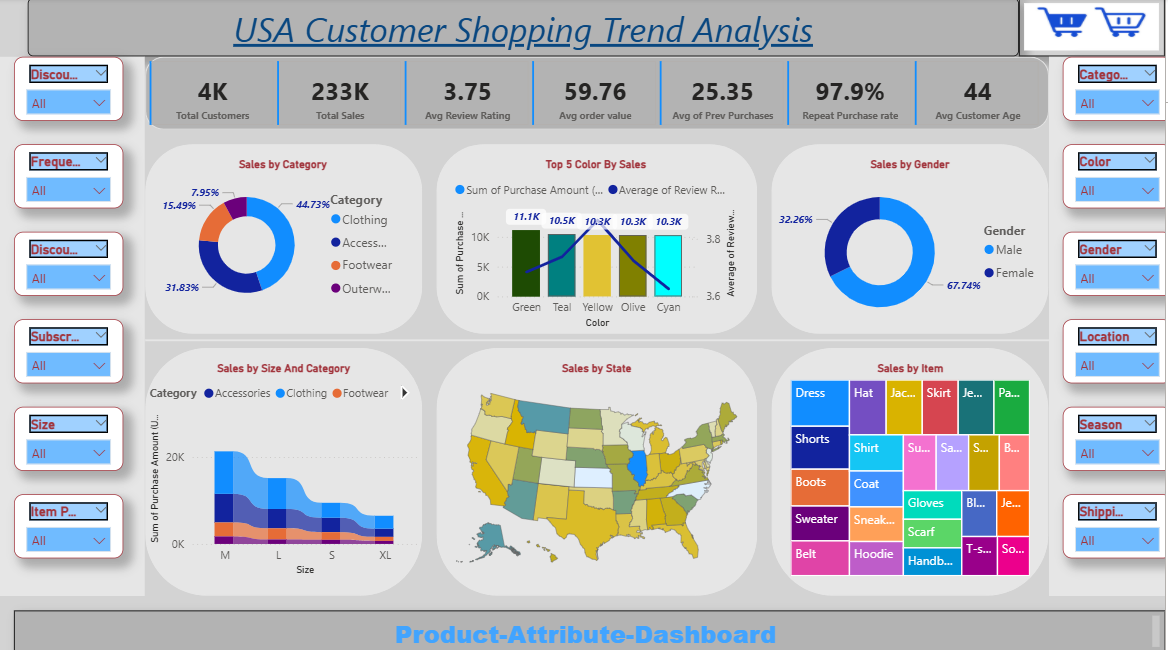 USA Customer Shopping Trend Analysis
Discou...
All
Freque...
All
Discou...
All
Subscr...
All
Size
All
Item P...
All
4K
Total Customers
233K
Total Sales
3.75
Avg Review Rating
59.76
Avg order value
25.35
Avg of Prev Purchases
97.9%
Repeat Purchase rate
44
Avg Customer Age
Sales by Category
7.95%
15.49%
44.73%
31.83%
Category
Clothing
Access...
Footwear
Outerw...
Top 5 Color By Sales
Sum of Purchase Amount (... Average of Review R...
Sum of Purchase ...
10K
5K
0K
11.1K 10.5K 10.3K 10.3K 10.3K
3.8
3.6
Average of Review...
Green Teal Yellow Olive Cyan
Color
Sales by Gender
32.26%
67.74%
Gender
Male
Female
Sales by Size And Category
Category Accessories Clothing Footwear
Sum of Purchase Amount (U...
20K
0K
M L S XL
Size
Sales by State
Sales by Item
Dress
Shorts
Boots
Sweater
Belt
Hat
Shirt
Coat
Sneak...
Hoodie
Jac...
Skirt
Je...
Pa...
Su...
Sa...
S...
B...
Gloves
Scarf
Handb...
Bl...
Je...
T-s...
So...
Catego...
All
Color
All
Gender
All
Location
All
Season
All
Shippi...
All
Product-Attribute-Dashboard